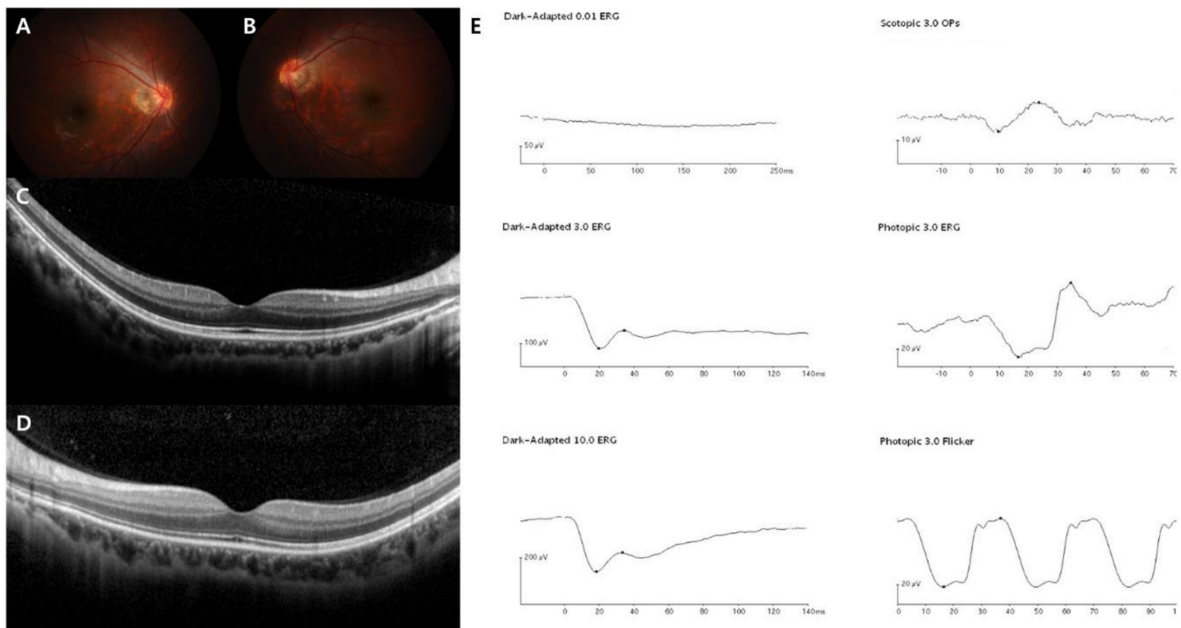 A
B
C
D
E
Dark-Adapted 0.01 ERG
50 µV
0 50 100 150 200 250ms
Scotopic 3.0 OPs
10 µV
-10 0 10 20 30 40 50 60 70
Dark-Adapted 3.0 ERG
100 µV
0 20 40 60 80 100 120 140ms
Photopic 3.0 ERG
20 µV
-10 0 10 20 30 40 50 60 70
Dark-Adapted 10.0 ERG
200 µV
0 20 40 60 80 100 120 140ms
Photopic 3.0 Flicker
20 µV
0 10 20 30 40 50 60 70 80 90 1